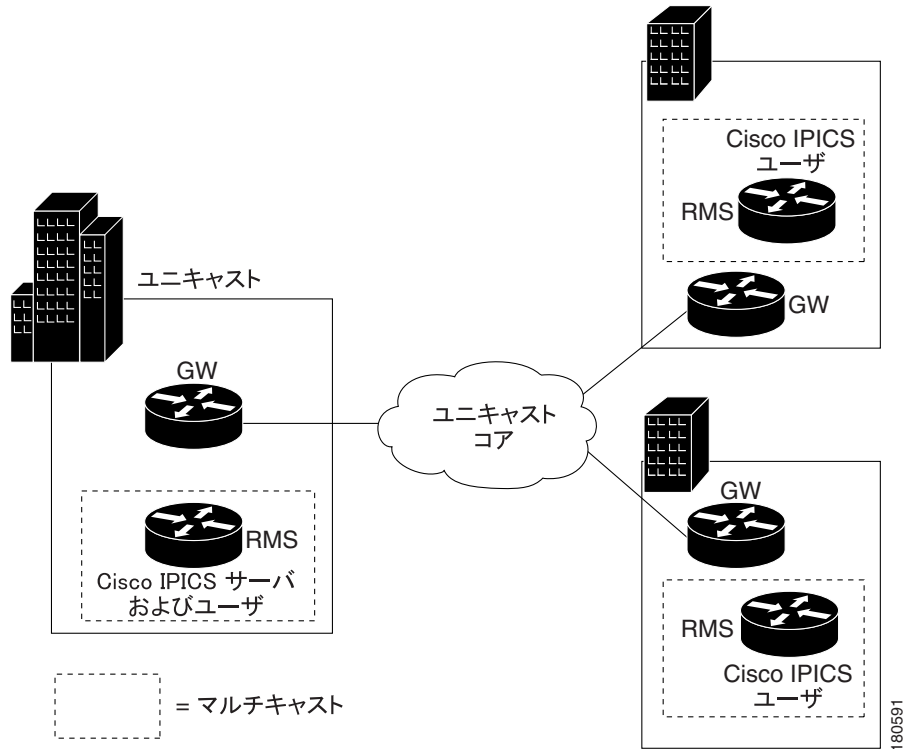 ユニキャスト
GW
RMS
Cisco IPICS サーバ
およびユーザ
ユニキャスト
コア
Cisco IPICS
ユーザ
RMS
GW
GW
RMS
Cisco IPICS
ユーザ
= マルチキャスト
180591